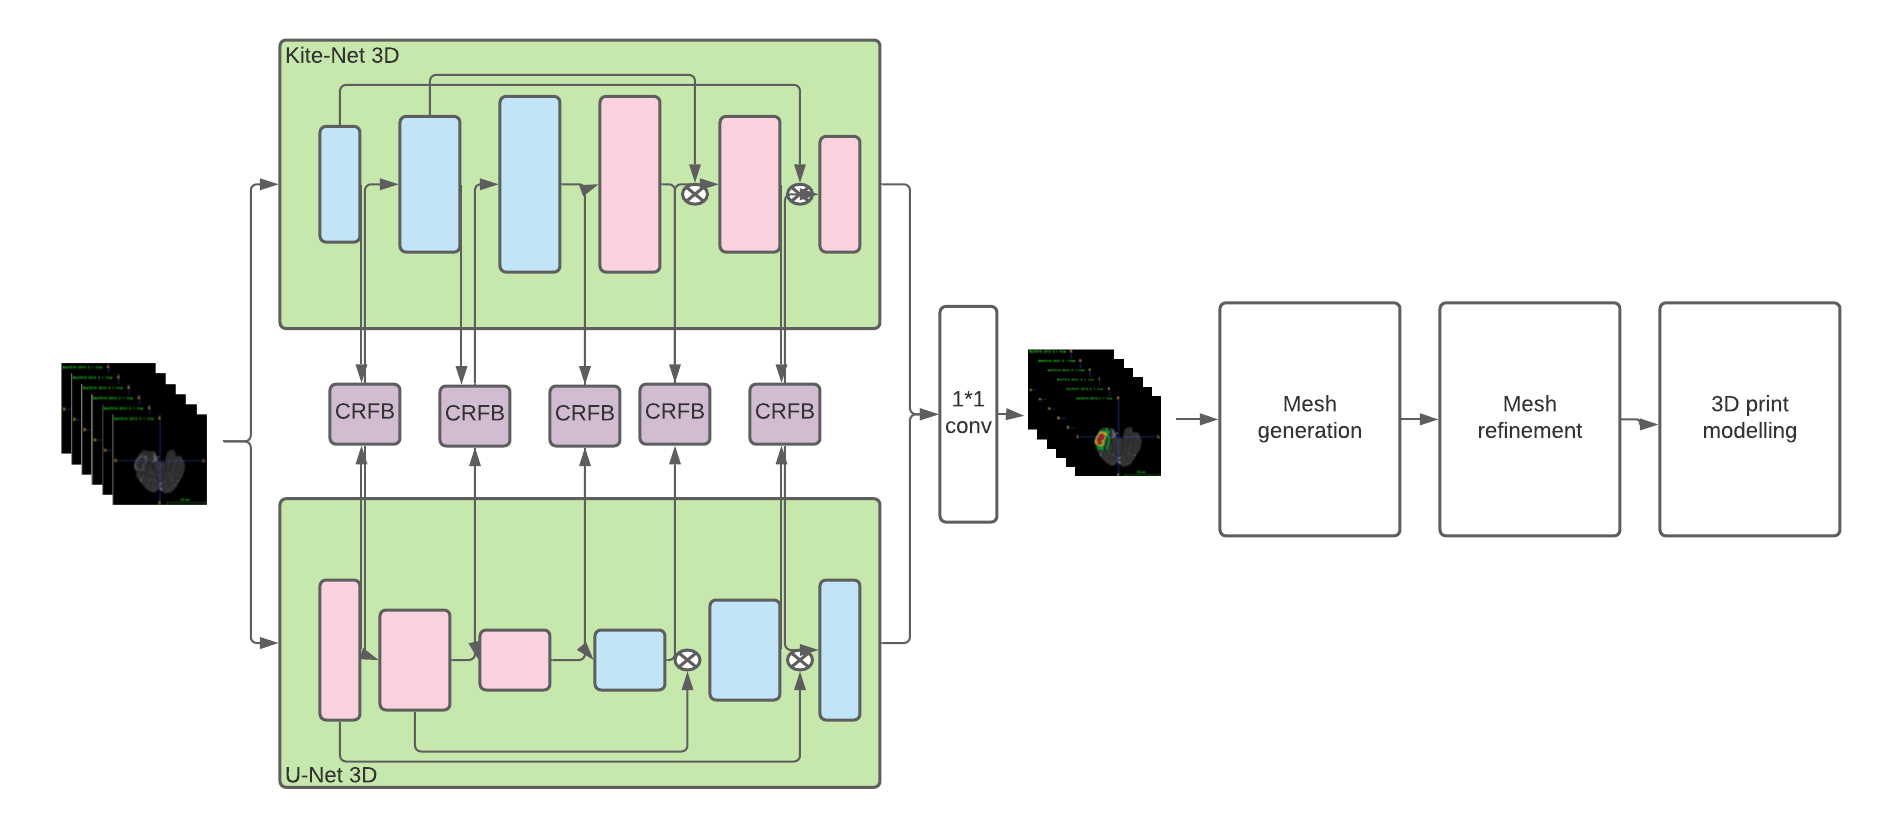 Kite-Net 3D
CRFB
CRFB
CRFB
CRFB
CRFB
U-Net 3D
1*1
conv
Mesh
generation
Mesh
refinement
3D print
modelling